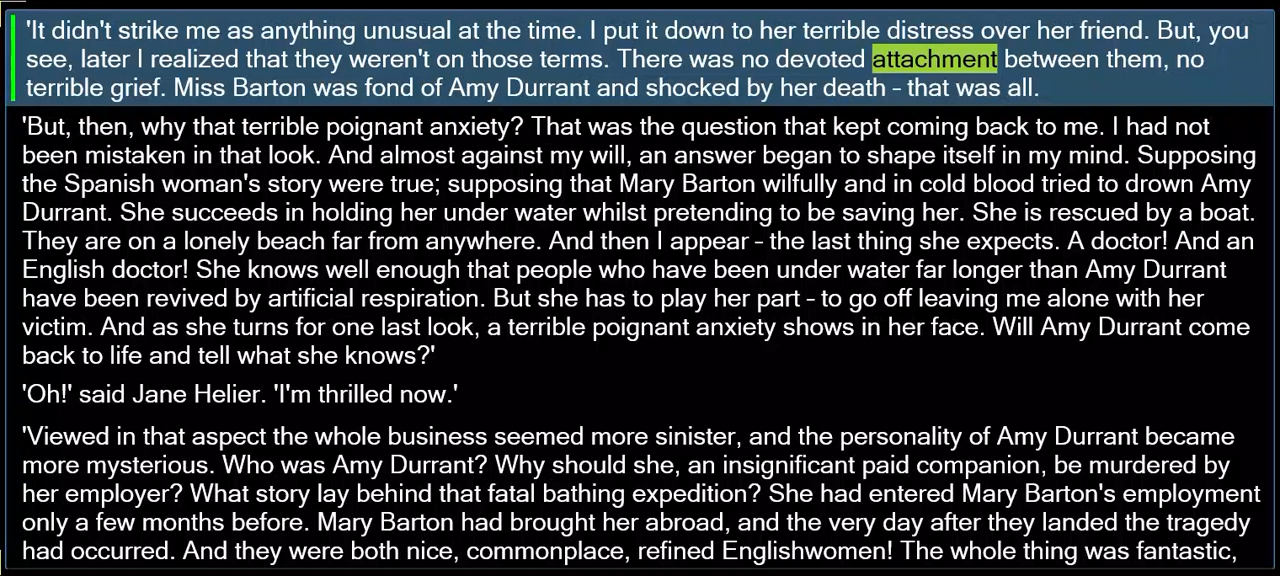 'It didn't strike me as anything unusual at the time. I put it down to her terrible distress over her friend. But, you
see, later I realized that they weren't on those terms. There was no devoted attachment between them, no
terrible grief. Miss Barton was fond of Amy Durrant and shocked by her death – that was all.
'But, then, why that terrible poignant anxiety? That was the question that kept coming back to me. I had not
been mistaken in that look. And almost against my will, an answer began to shape itself in my mind. Supposing
the Spanish woman's story were true; supposing that Mary Barton wilfully and in cold blood tried to drown Amy
Durrant. She succeeds in holding her under water whilst pretending to be saving her. She is rescued by a boat.
They are on a lonely beach far from anywhere. And then I appear – the last thing she expects. A doctor! And an
English doctor! She knows well enough that people who have been under water far longer than Amy Durrant
have been revived by artificial respiration. But she has to play her part – to go off leaving me alone with her
victim. And as she turns for one last look, a terrible poignant anxiety shows in her face. Will Amy Durrant come
back to life and tell what she knows?'
'Oh!' said Jane Helier. 'I'm thrilled now.'
'Viewed in that aspect the whole business seemed more sinister, and the personality of Amy Durrant became
more mysterious. Who was Amy Durrant? Why should she, an insignificant paid companion, be murdered by
her employer? What story lay behind that fatal bathing expedition? She had entered Mary Barton's employment
only a few months before. Mary Barton had brought her abroad, and the very day after they landed the tragedy
had occurred. And they were both nice, commonplace, refined Englishwomen! The whole thing was fantastic,